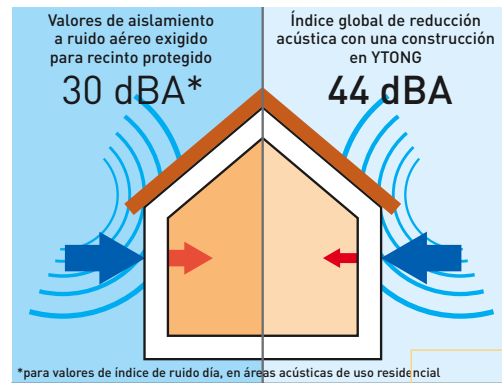 Valores de aislamiento
a ruido aéreo exigido
para recinto protegido
30 dBA*
Índice global de reducción
acústica con una construcción
en YTONG
44 dBA
*para valores de índice de ruido día, en áreas acústicas de uso residencial